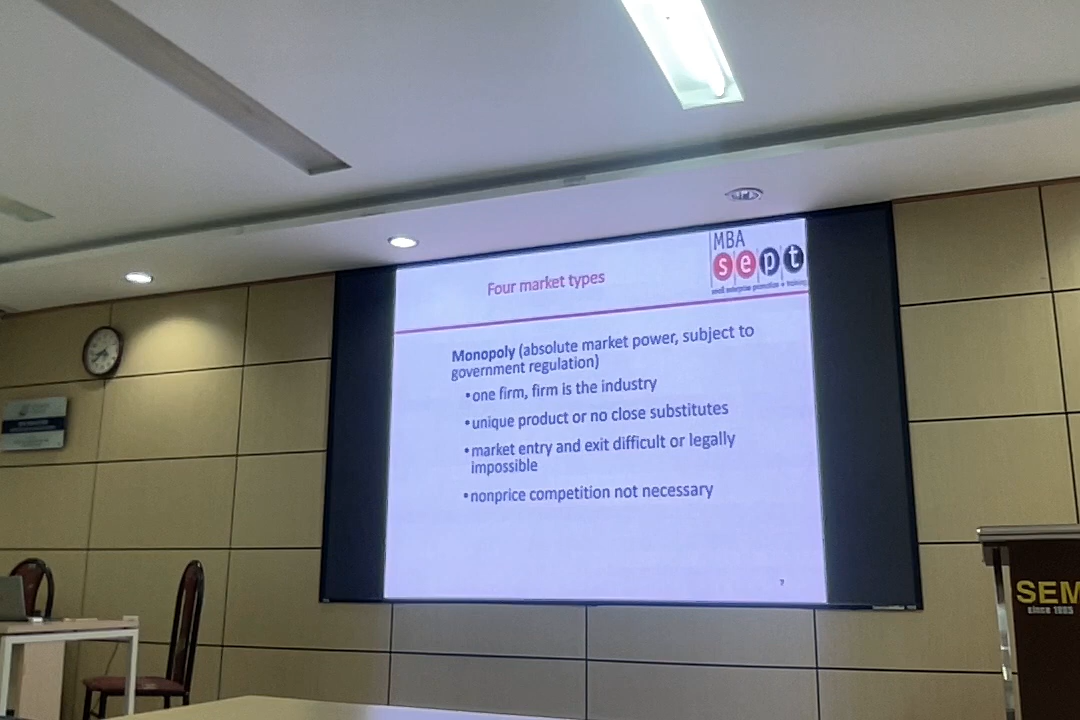 MBA
sept
small enterprise promotion + training
Four market types
Monopoly (absolute market power, subject to
government regulation)
•one firm, firm is the industry
•unique product or no close substitutes
•market entry and exit difficult or legally
impossible
•nonprice competition not necessary
7
SEM
since 1995